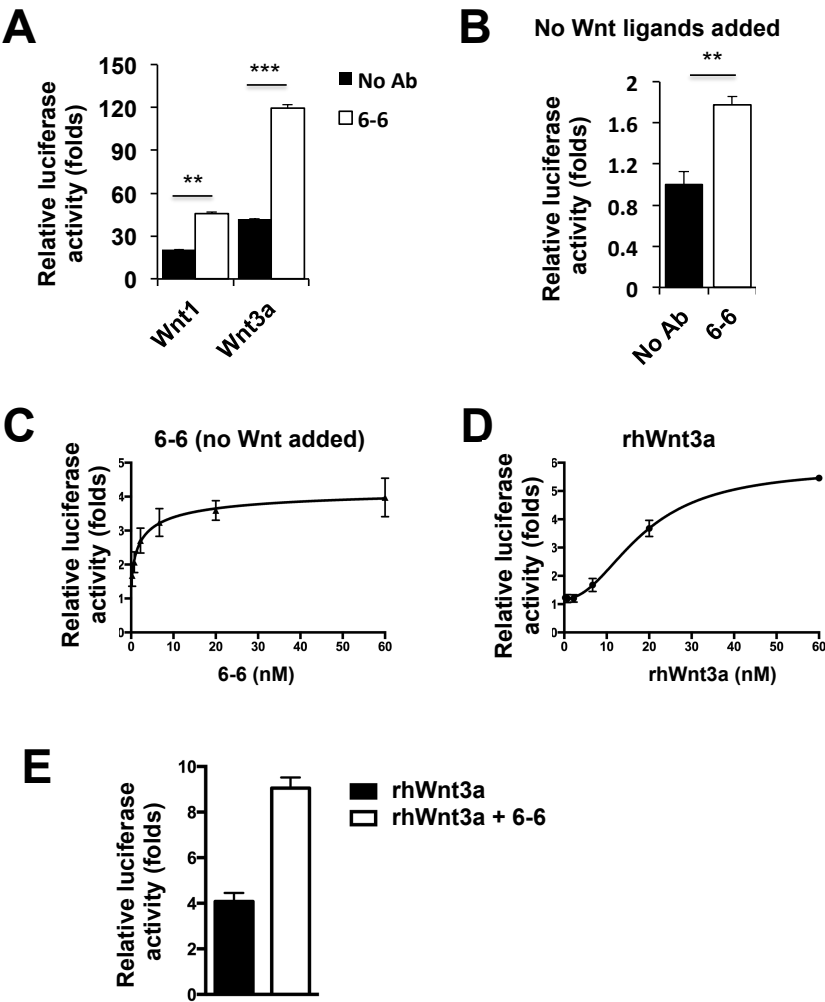 A
Relative luciferase
activity (folds)
150
120
90
60
30
0
**
***
Wnt1
Wnt3a
No Ab
6-6
B
No Wnt ligands added
Relative luciferase
activity (folds)
2
1.6
1.2
0.8
0.4
0
**
No Ab
6-6
C
6-6 (no Wnt added)
Relative luciferase
activity (folds)
5
4
3
2
1
0
0 10 20 30 40 50 60
6-6 (nM)
D
rhWnt3a
Relative luciferase
activity (folds)
6
5
4
3
2
1
0
0 10 20 30 40 50 60
rhWnt3a (nM)
E
Relative luciferase
activity (folds)
10
8
6
4
2
0
rhWnt3a
rhWnt3a + 6-6